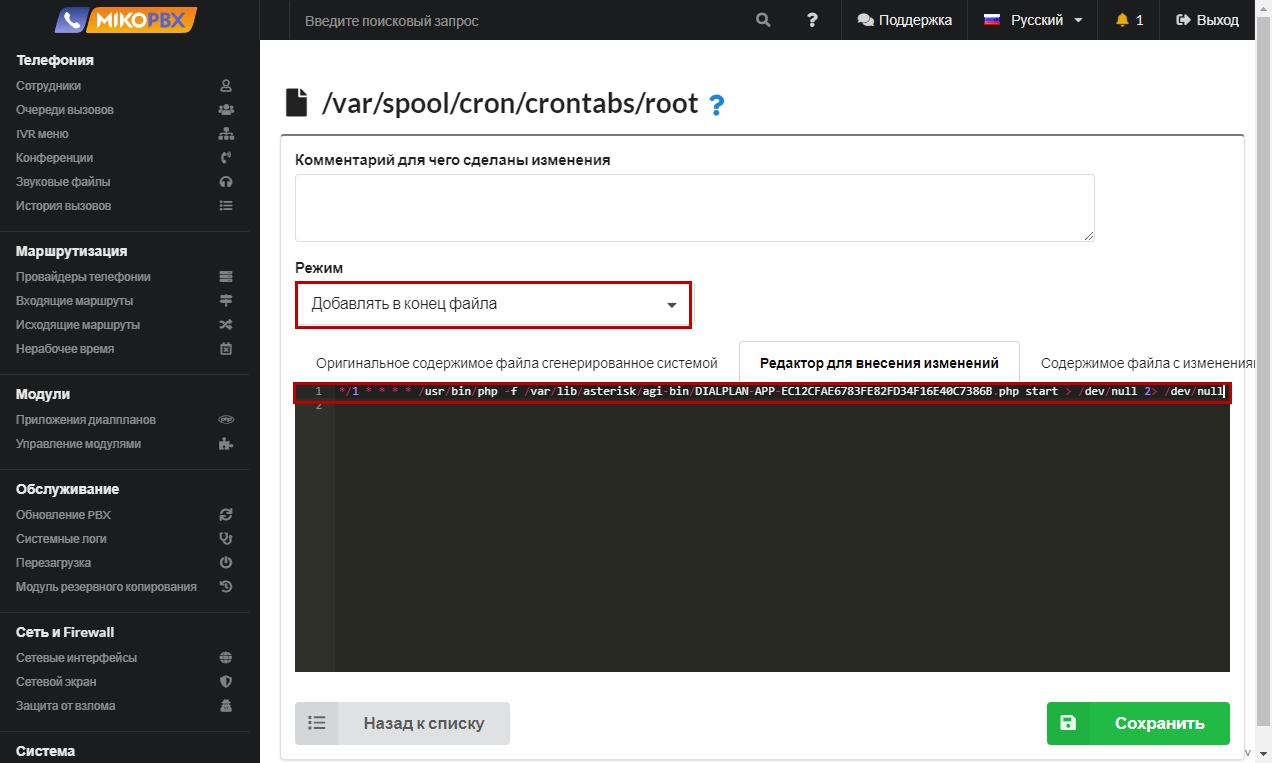 MIKOPBX
Введите поисковый запрос
?
Поддержка
Русский
1
Выход
Телефония
Сотрудники
Очереди вызовов
IVR меню
Конференции
Звуковые файлы
История вызовов
Маршрутизация
Провайдеры телефонии
Входящие маршруты
Исходящие маршруты
Нерабочее время
Модули
Приложения диалпланов
Управление модулями
Обслуживание
Обновление PBX
Системные логи
Перезагрузка
Модуль резервного копирования
Сеть и Firewall
Сетевые интерфейсы
Сетевой экран
Защита от взлома
Система
/var/spool/cron/crontabs/root ?
Комментарий для чего сделаны изменения
Режим
Добавлять в конец файла
Оригинальное содержимое файла сгенерированное системой
Редактор для внесения изменений
Содержимое файла с изменения
1 */1 * * * * /usr/bin/php -f /var/lib/asterisk/agi-bin/DIALPLAN-APP-EC12CFAE6783FE82FD34F16E40C7386B.php start > /dev/null 2> /dev/null
2
Назад к списку
Сохранить
v